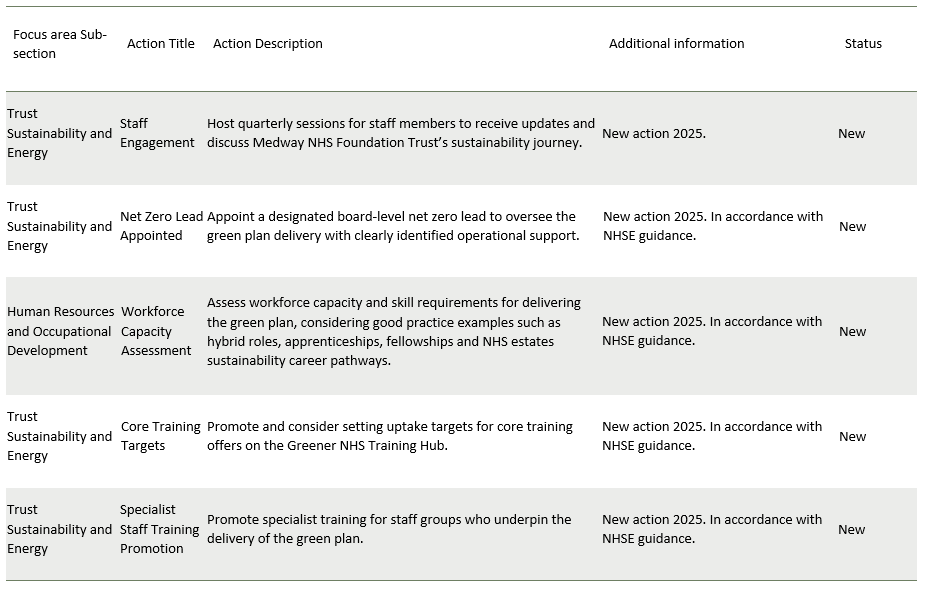 Focus area Sub-
section
Action Title
Action Description
Additional information
Status
Trust
Sustainability and
Energy
Staff
Engagement
Host quarterly sessions for staff members to receive updates and
discuss Medway NHS Foundation Trust’s sustainability journey.
New action 2025.
New
Trust
Sustainability and
Energy
Net Zero Lead
Appointed
Appoint a designated board-level net zero lead to oversee the
green plan delivery with clearly identified operational support.
New action 2025. In accordance with
NHSE guidance.
New
Human Resources
and Occupational
Development
Workforce
Capacity
Assessment
Assess workforce capacity and skill requirements for delivering
the green plan, considering good practice examples such as
hybrid roles, apprenticeships, fellowships and NHS estates
sustainability career pathways.
New action 2025. In accordance with
NHSE guidance.
New
Trust
Sustainability and
Energy
Core Training
Targets
Promote and consider setting uptake targets for core training
offers on the Greener NHS Training Hub.
New action 2025. In accordance with
NHSE guidance.
New
Trust
Sustainability and
Energy
Specialist
Staff Training
Promotion
Promote specialist training for staff groups who underpin the
delivery of the green plan.
New action 2025. In accordance with
NHSE guidance.
New